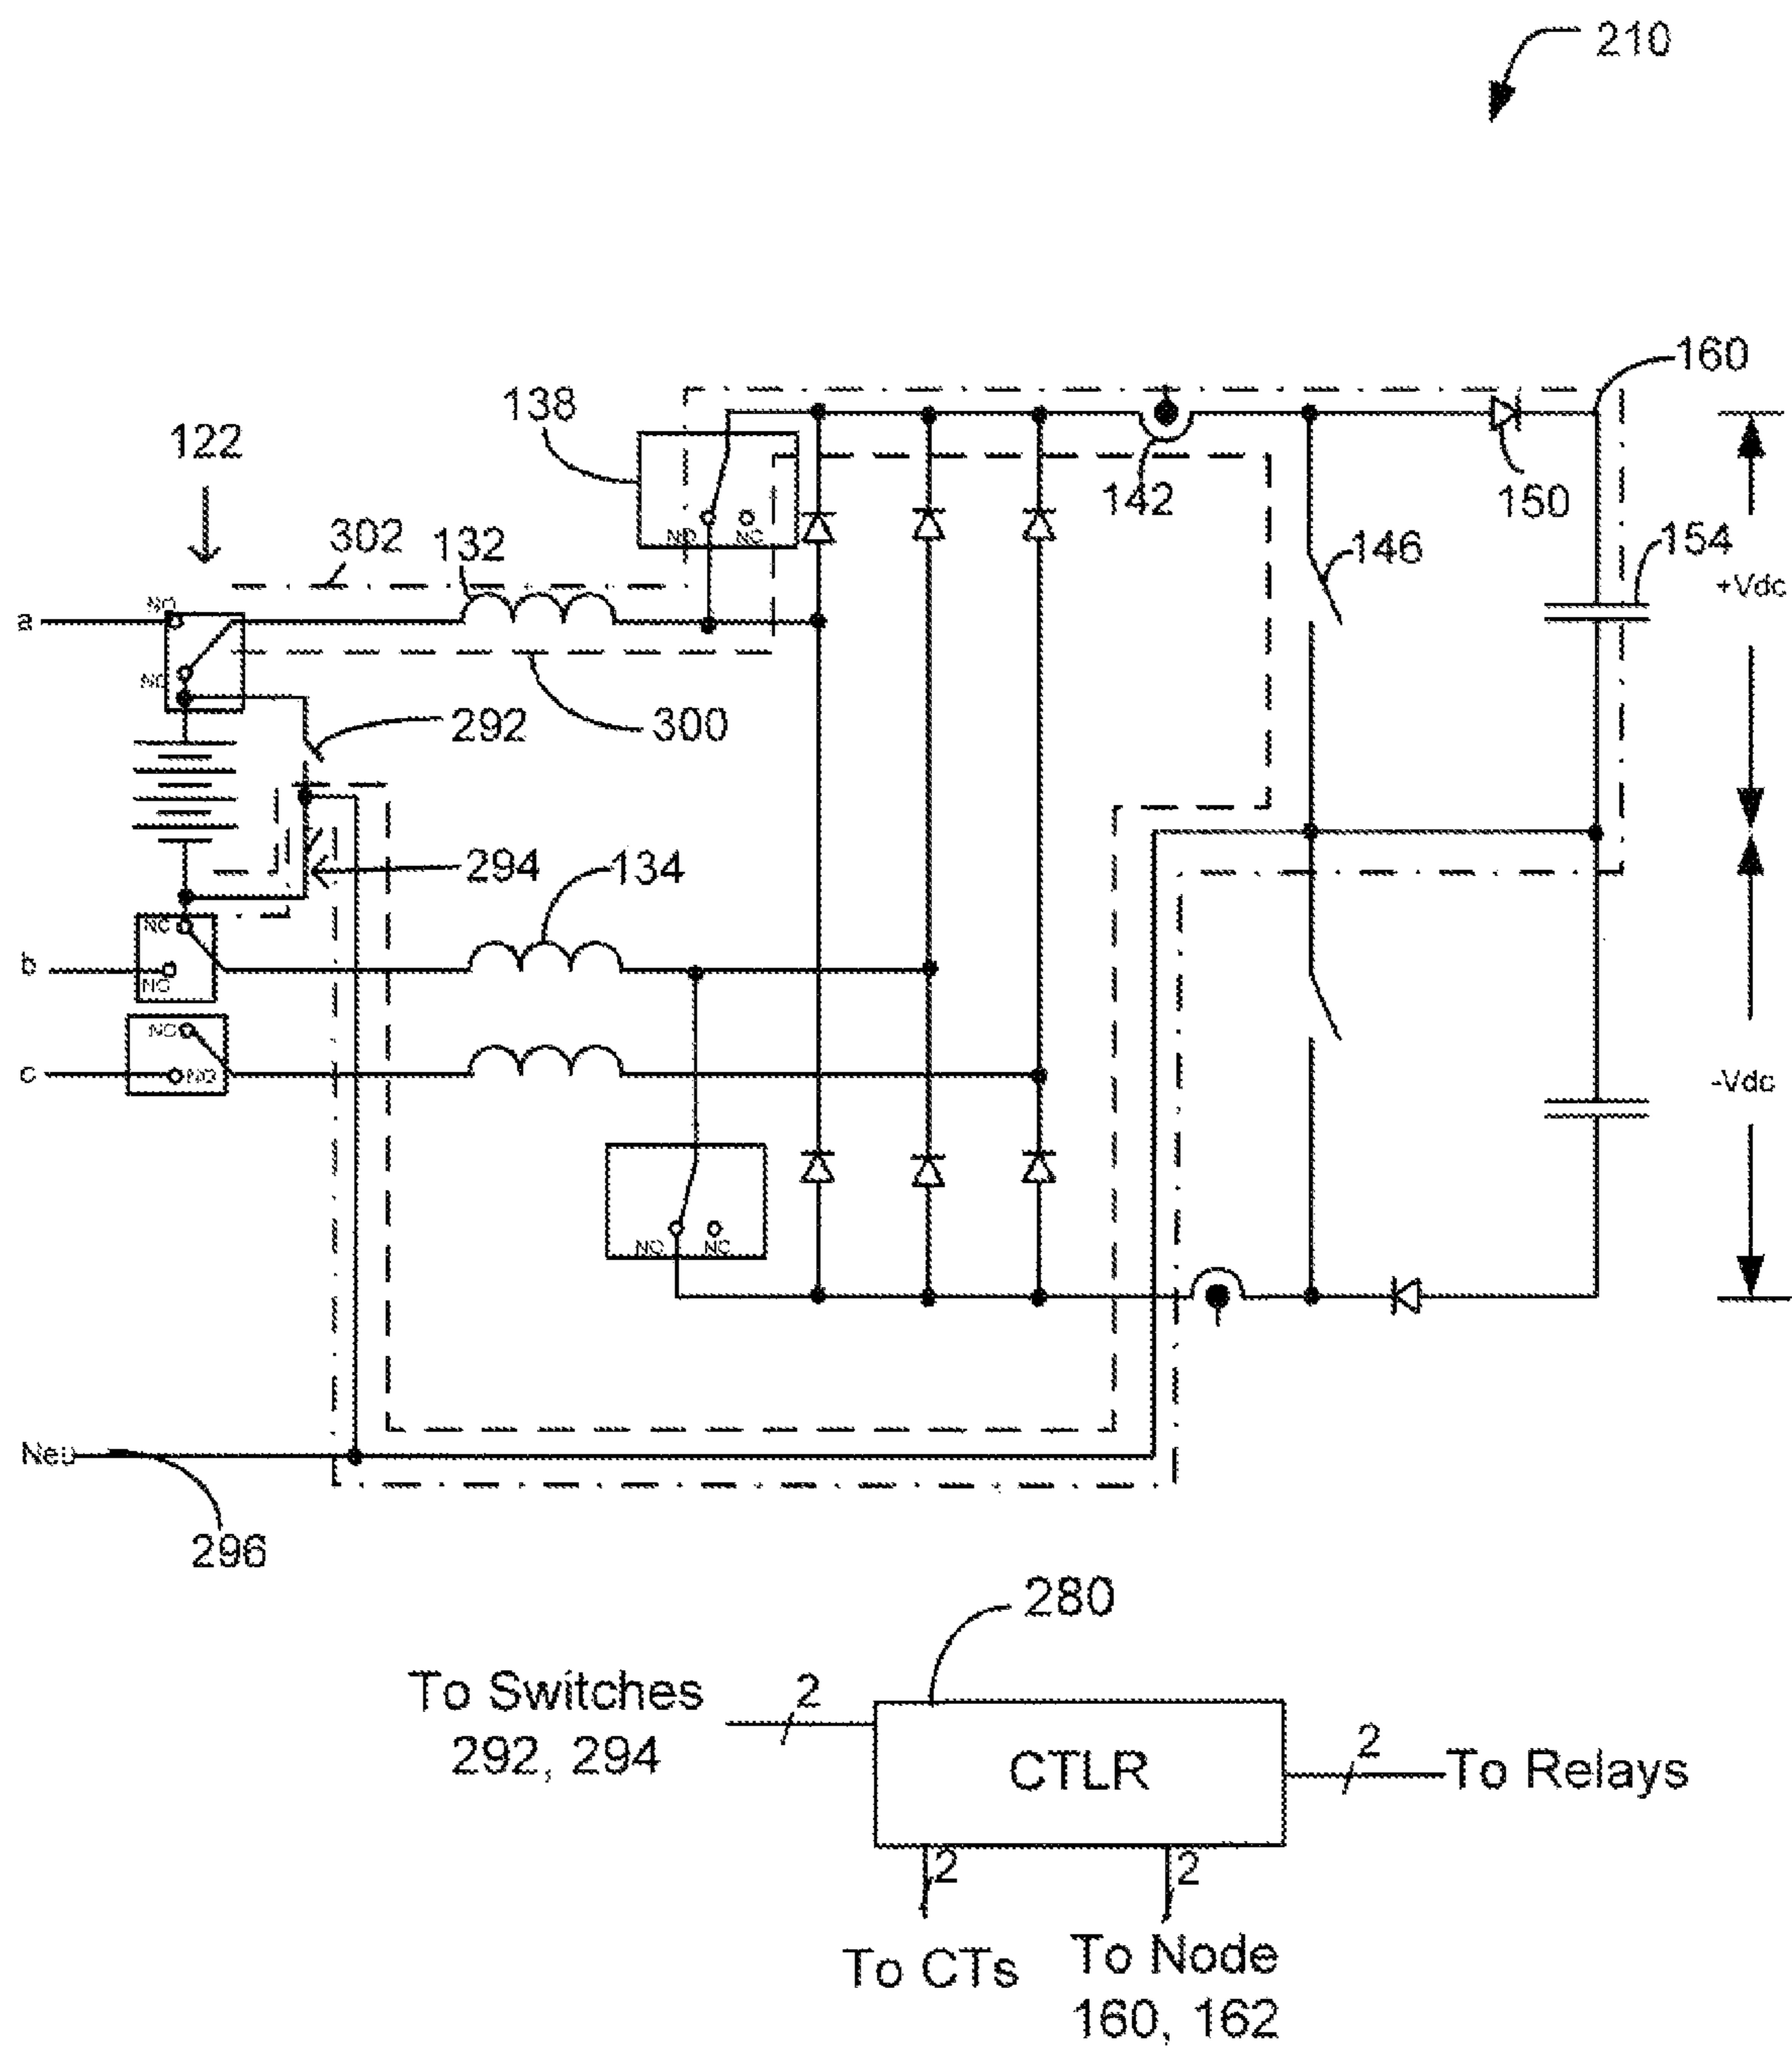 210
160
138
122
142
150
302
132
NO
NC
146
154
+Vdc
NO
a
NC
300
292
294
134
NC
b
NO
NC
c
NO
-Vdc
NO
NC
Neu
296
280
To Switches
292, 294
2
CTLR
2
To Relays
2
2
To CTs
To Node
160, 162